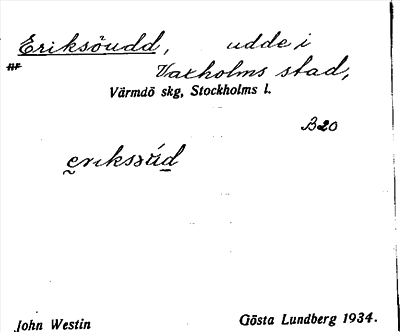 Eriksöudd, udde i
Vaxholms stad,
Värmdö skg, Stockholms l.
B20
John Westin
Gösta Lundberg 1934.